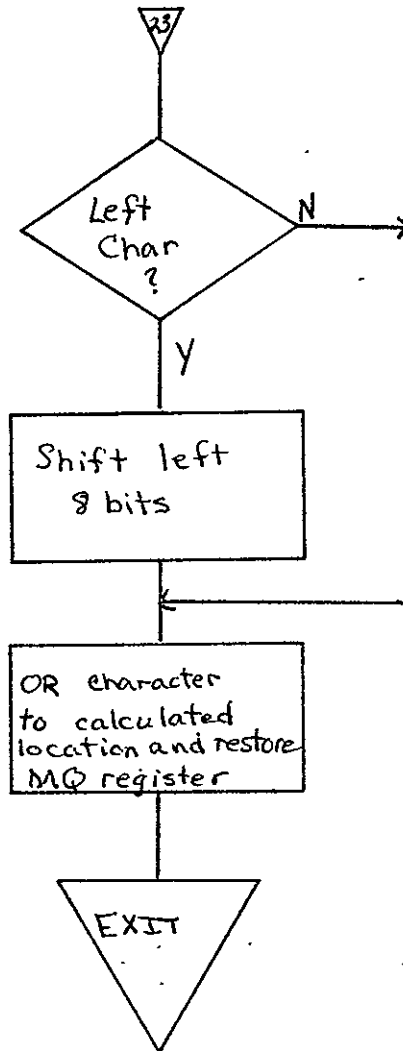 23
Left
Char
?
N
Y
Shift left
8 bits
OR character
to calculated
location and restore
MQ register
EXIT